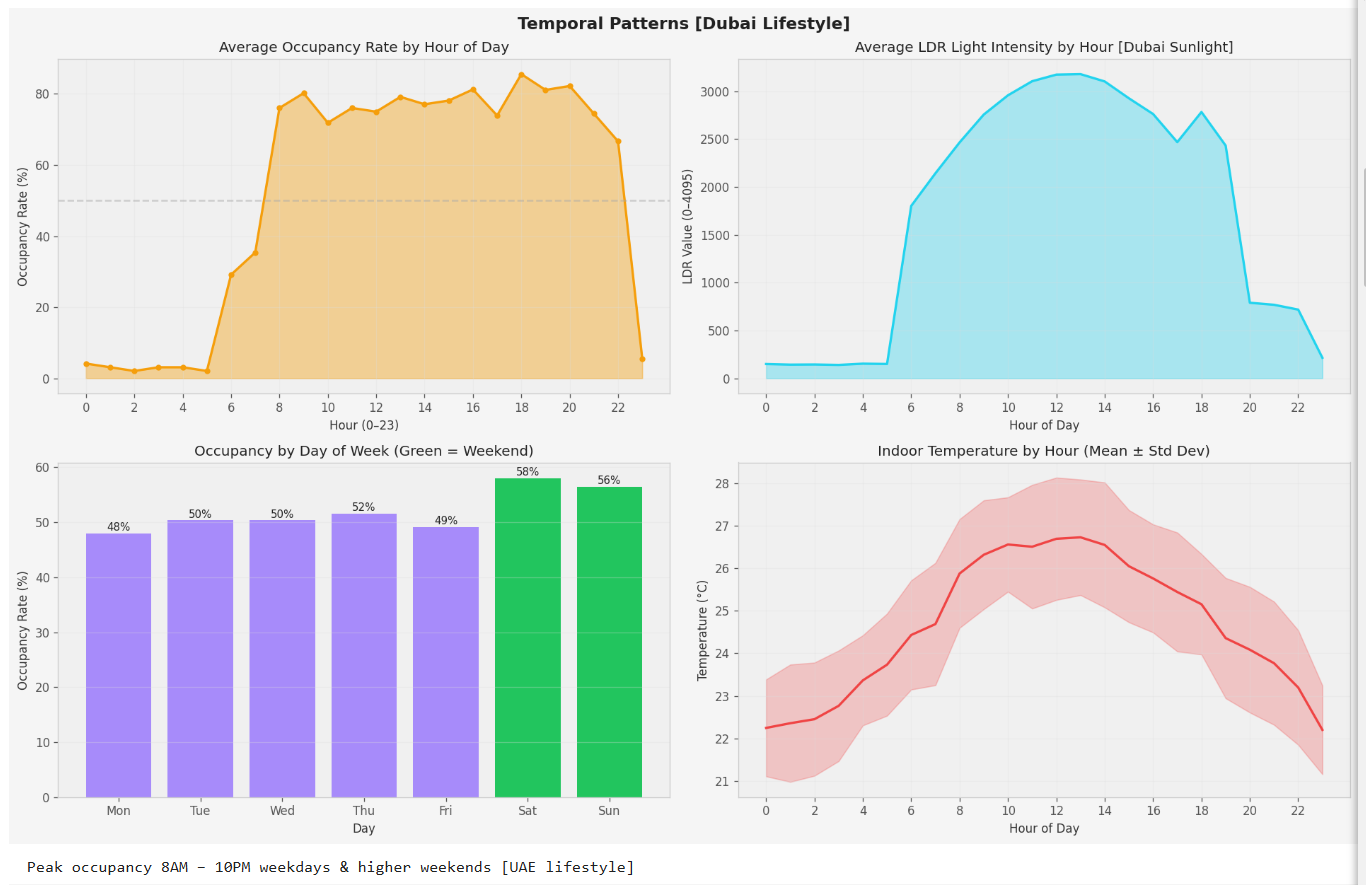 Temporal Patterns [Dubai Lifestyle]
Average Occupancy Rate by Hour of Day
Occupancy Rate (%)
80
60
40
20
0
0 2 4 6 8 10 12 14 16 18 20 22
Hour (0–23)
Average LDR Light Intensity by Hour [Dubai Sunlight]
LDR Value (0–4095)
3000
2500
2000
1500
1000
500
0
0 2 4 6 8 10 12 14 16 18 20 22
Hour of Day
Occupancy by Day of Week (Green = Weekend)
Occupancy Rate (%)
60
50
40
30
20
10
0
48% 50% 50% 52% 49% 58% 56%
Mon Tue Wed Thu Fri Sat Sun
Day
Indoor Temperature by Hour (Mean ± Std Dev)
Temperature (°C)
28
27
26
25
24
23
22
21
0 2 4 6 8 10 12 14 16 18 20 22
Hour of Day
Peak occupancy 8AM – 10PM weekdays & higher weekends [UAE lifestyle]